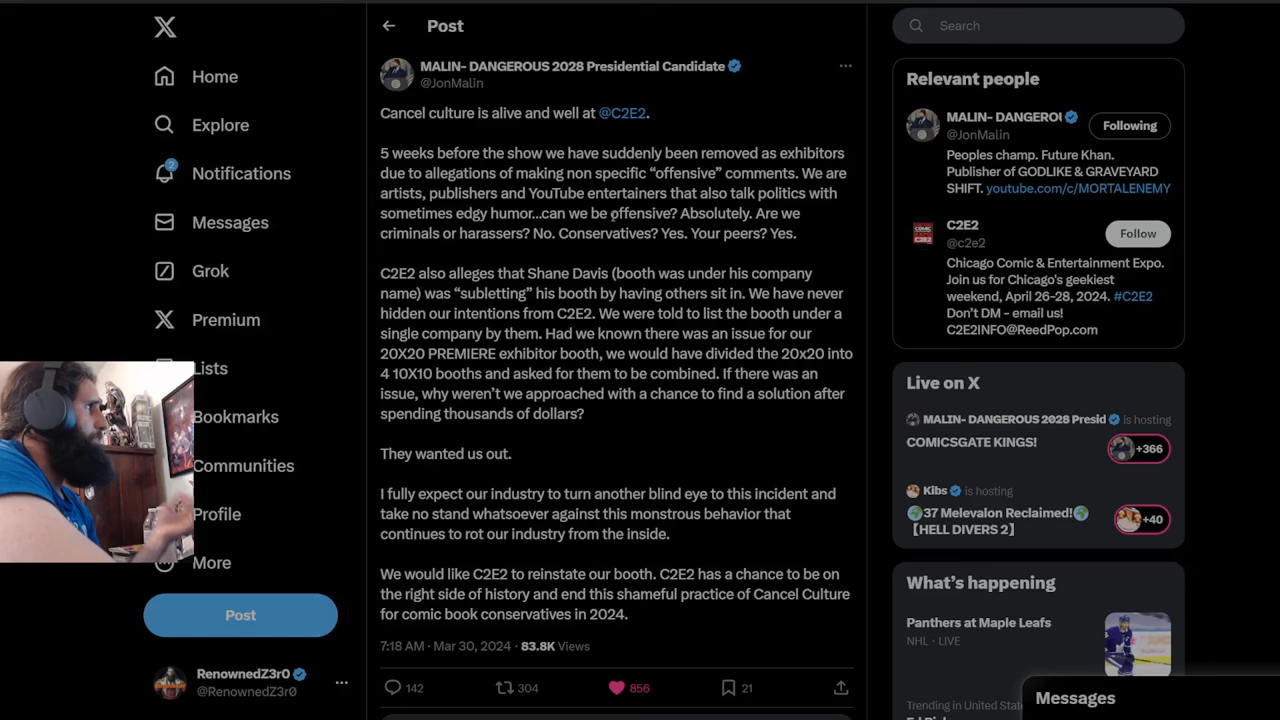 Home
Explore
2
Notifications
Messages
Grok
Premium
Lists
Bookmarks
Communities
Profile
More
Post
RenownedZ3r0
@RenownedZ3r0
Post
MALIN- DANGEROUS 2028 Presidential Candidate
@JonMalin
Cancel culture is alive and well at @C2E2.
5 weeks before the show we have suddenly been removed as exhibitors
due to allegations of making non specific “offensive” comments. We are
artists, publishers and YouTube entertainers that also talk politics with
sometimes edgy humor...can we be offensive? Absolutely. Are we
criminals or harassers? No. Conservatives? Yes. Your peers? Yes.
C2E2 also alleges that Shane Davis (booth was under his company
name) was “subletting” his booth by having others sit in. We have never
hidden our intentions from C2E2. We were told to list the booth under a
single company by them. Had we known there was an issue for our
20X20 PREMIERE exhibitor booth, we would have divided the 20x20 into
4 10X10 booths and asked for them to be combined. If there was an
issue, why weren’t we approached with a chance to find a solution after
spending thousands of dollars?
They wanted us out.
I fully expect our industry to turn another blind eye to this incident and
take no stand whatsoever against this monstrous behavior that
continues to rot our industry from the inside.
We would like C2E2 to reinstate our booth. C2E2 has a chance to be on
the right side of history and end this shameful practice of Cancel Culture
for comic book conservatives in 2024.
7:18 AM · Mar 30, 2024 · 83.8K Views
142 304 856 21
Search
Relevant people
MALIN- DANGEROU
@JonMalin
Following
Peoples champ. Future Khan.
Publisher of GODLIKE & GRAVEYARD
SHIFT. youtube.com/c/MORTALENEMY
C2E2
@c2e2
Follow
Chicago Comic & Entertainment Expo.
Join us for Chicago's geekiest
weekend, April 26-28, 2024. #C2E2
Don’t DM - email us!
C2E2INFO@ReedPop.com
Live on X
MALIN- DANGEROUS 2028 Presid is hosting
COMICSGATE KINGS!
+366
Kibs is hosting
37 Melevalon Reclaimed!
【HELL DIVERS 2】
+40
What’s happening
Panthers at Maple Leafs
NHL · LIVE
Trending in United State
Messages